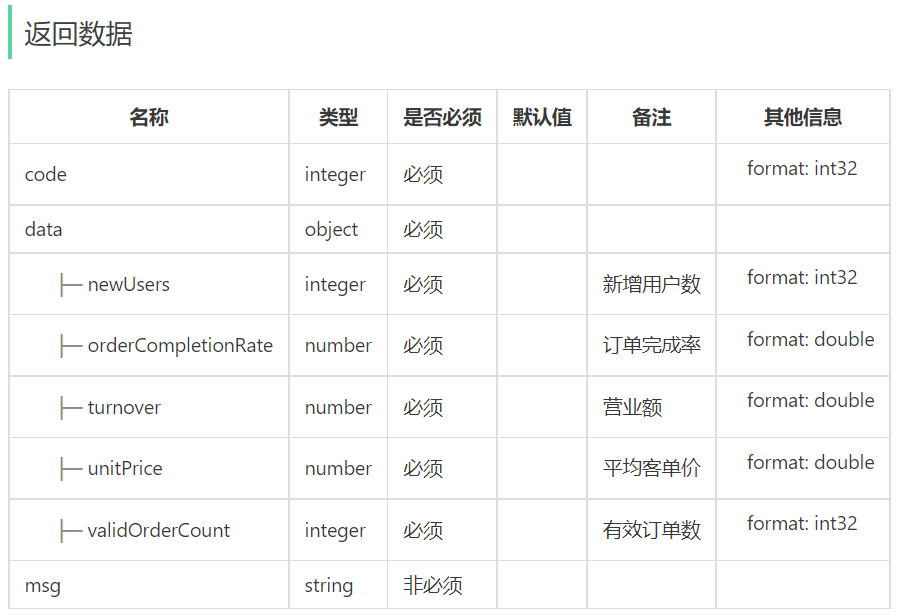 返回数据
名称 类型 是否必须 默认值 备注 其他信息
code integer 必须 format: int32
data object 必须
├─ newUsers integer 必须 新增用户数 format: int32
├─ orderCompletionRate number 必须 订单完成率 format: double
├─ turnover number 必须 营业额 format: double
├─ unitPrice number 必须 平均客单价 format: double
├─ validOrderCount integer 必须 有效订单数 format: int32
msg string 非必须